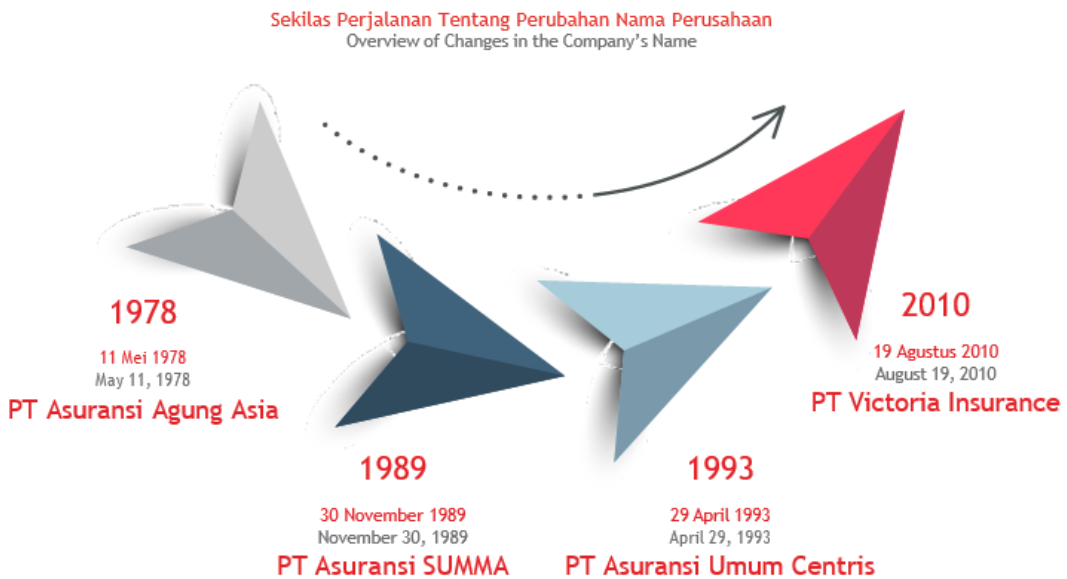 Sekilas Perjalanan Tentang Perubahan Nama Perusahaan
Overview of Changes in the Company's Name
1978
11 Mei 1978
May 11, 1978
PT Asuransi Agung Asia
1989
30 November 1989
November 30, 1989
PT Asuransi SUMMA
1993
29 April 1993
April 29, 1993
PT Asuransi Umum Centris
2010
19 Agustus 2010
August 19, 2010
PT Victoria Insurance